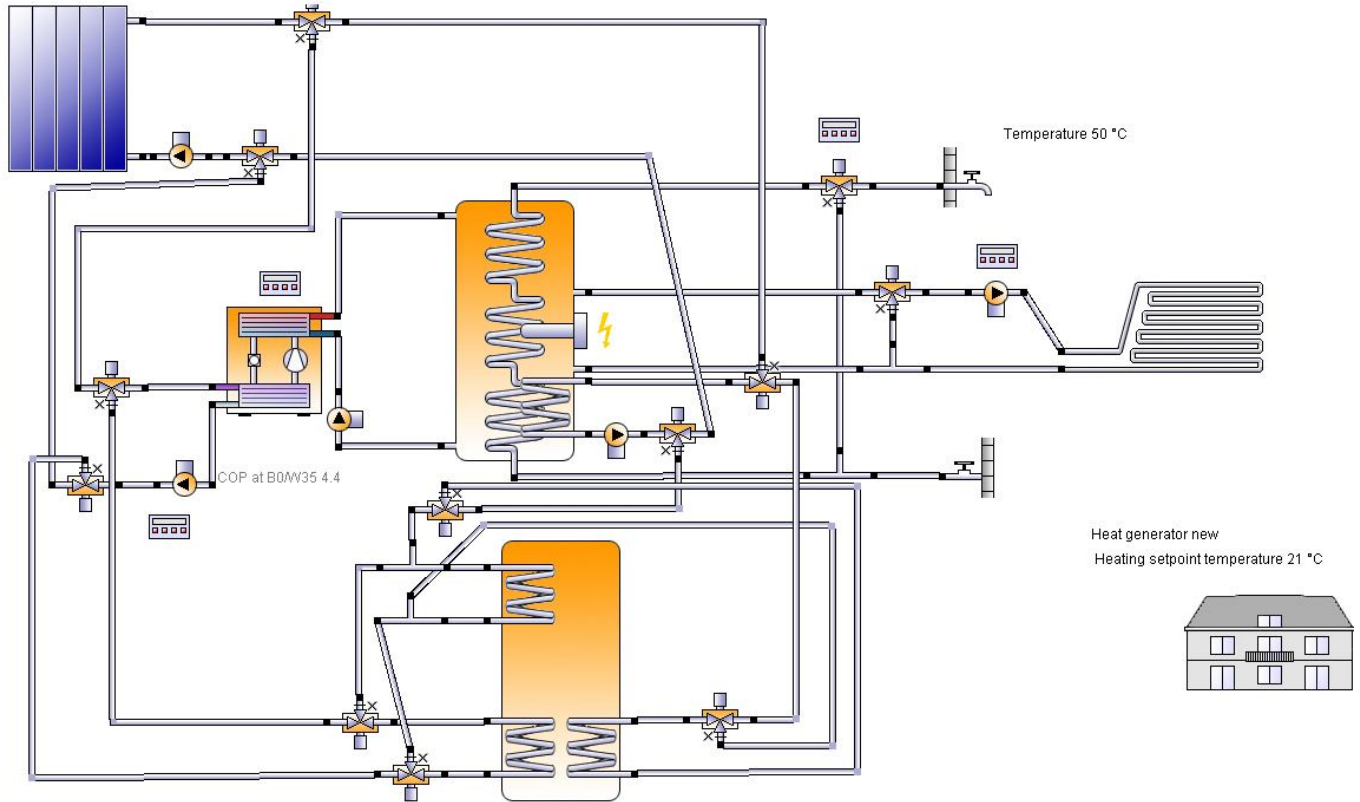 Temperature 50 °C
COP at B0/W35 4.4
Heat generator new
Heating setpoint temperature 21 °C